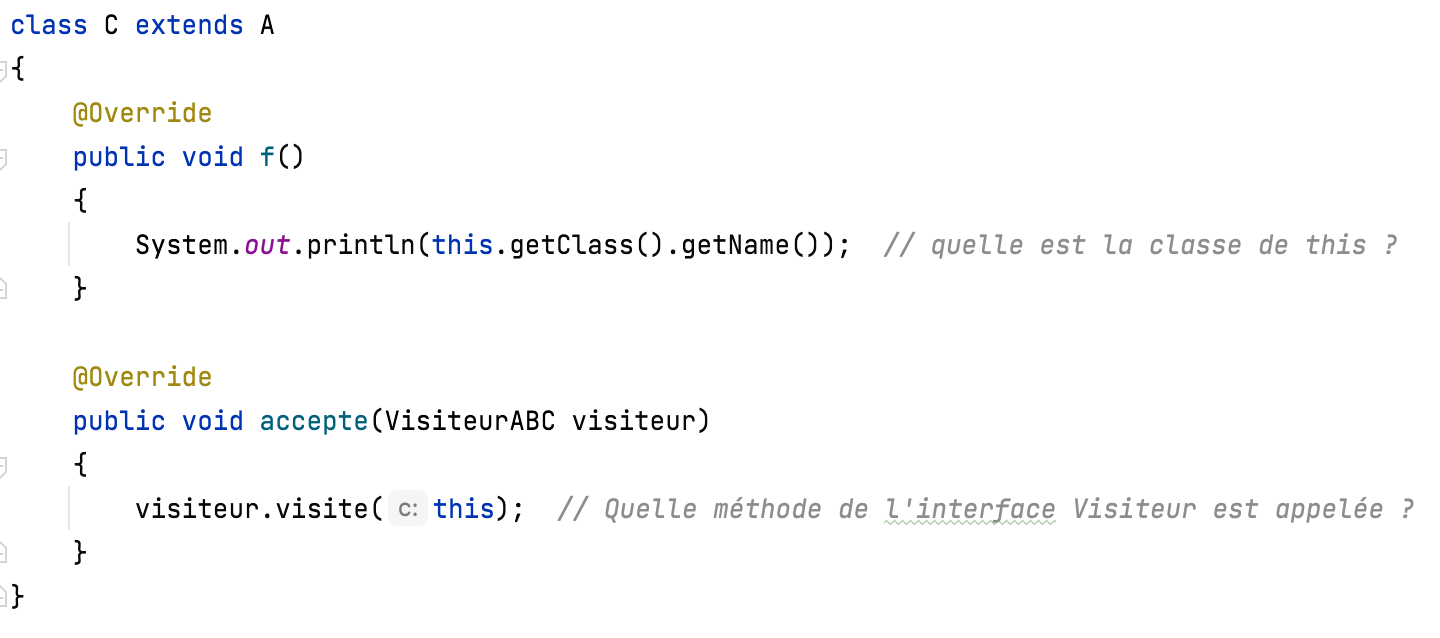 class C extends A
{
    @Override
    public void f()
    {
        System.out.println(this.getClass().getName());  // quelle est la classe de this ?
    }

    @Override
    public void accepte(VisiteurABC visiteur)
    {
        visiteur.visite( c: this);  // Quelle méthode de l'interface Visiteur est appelée ?
    }
}